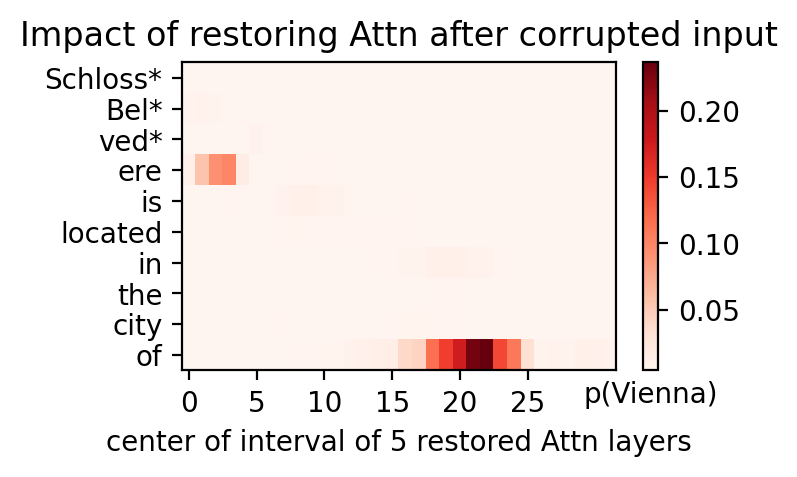 Impact of restoring Attn after corrupted input
Schloss*
Bel*
ved*
ere
is
located
in
the
city
of
0 5 10 15 20 25
center of interval of 5 restored Attn layers
0.20
0.15
0.10
0.05
p(Vienna)